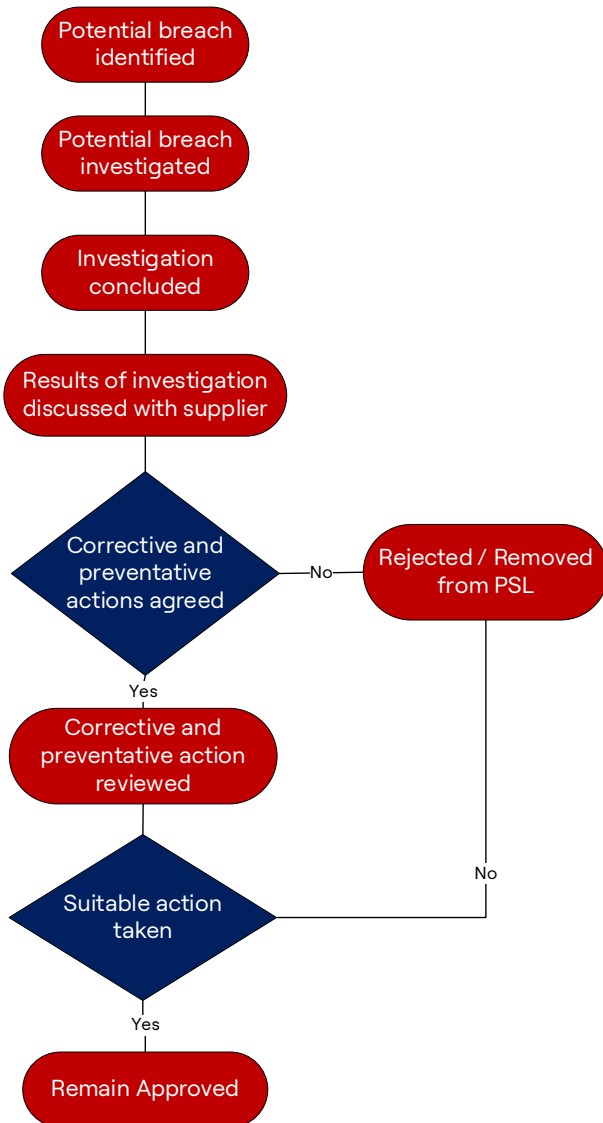 Potential breach
identified
Potential breach
investigated
Investigation
concluded
Results of investigation
discussed with supplier
Corrective and
preventative
actions agreed
No
Rejected / Removed
from PSL
Yes
Corrective and
preventative action
reviewed
No
Suitable action
taken
Yes
Remain Approved